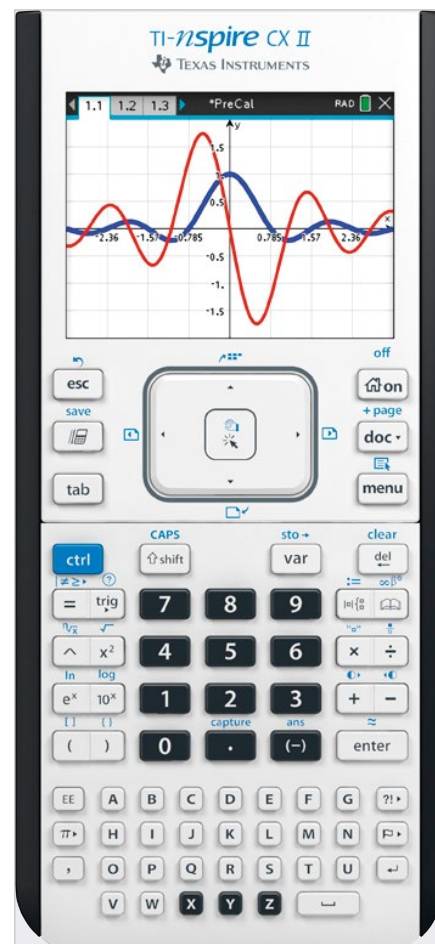 TI-nspire CX II
TEXAS INSTRUMENTS
1.1 1.2 1.3 *PreCal RAD
y
1.5
1.
0.5
-2.36 -1.57 -0.785 0.785 1.57 2.36 x
-0.5
-1.
-1.5
off
esc on
save + page
doc
tab menu
CAPS sto→ clear
ctrl shift var del
≠≥▸ ? := ∞β°
= trig 7 8 9
ⁿ√x √
^ x² 4 5 6 × ÷
ln log
eˣ 10ˣ 1 2 3 + −
[ ] { } capture ans ≈
( ) 0 . (−) enter
EE A B C D E F G ?!▸
π▸ H I J K L M N
, O P Q R S T U ↵
V W X Y Z